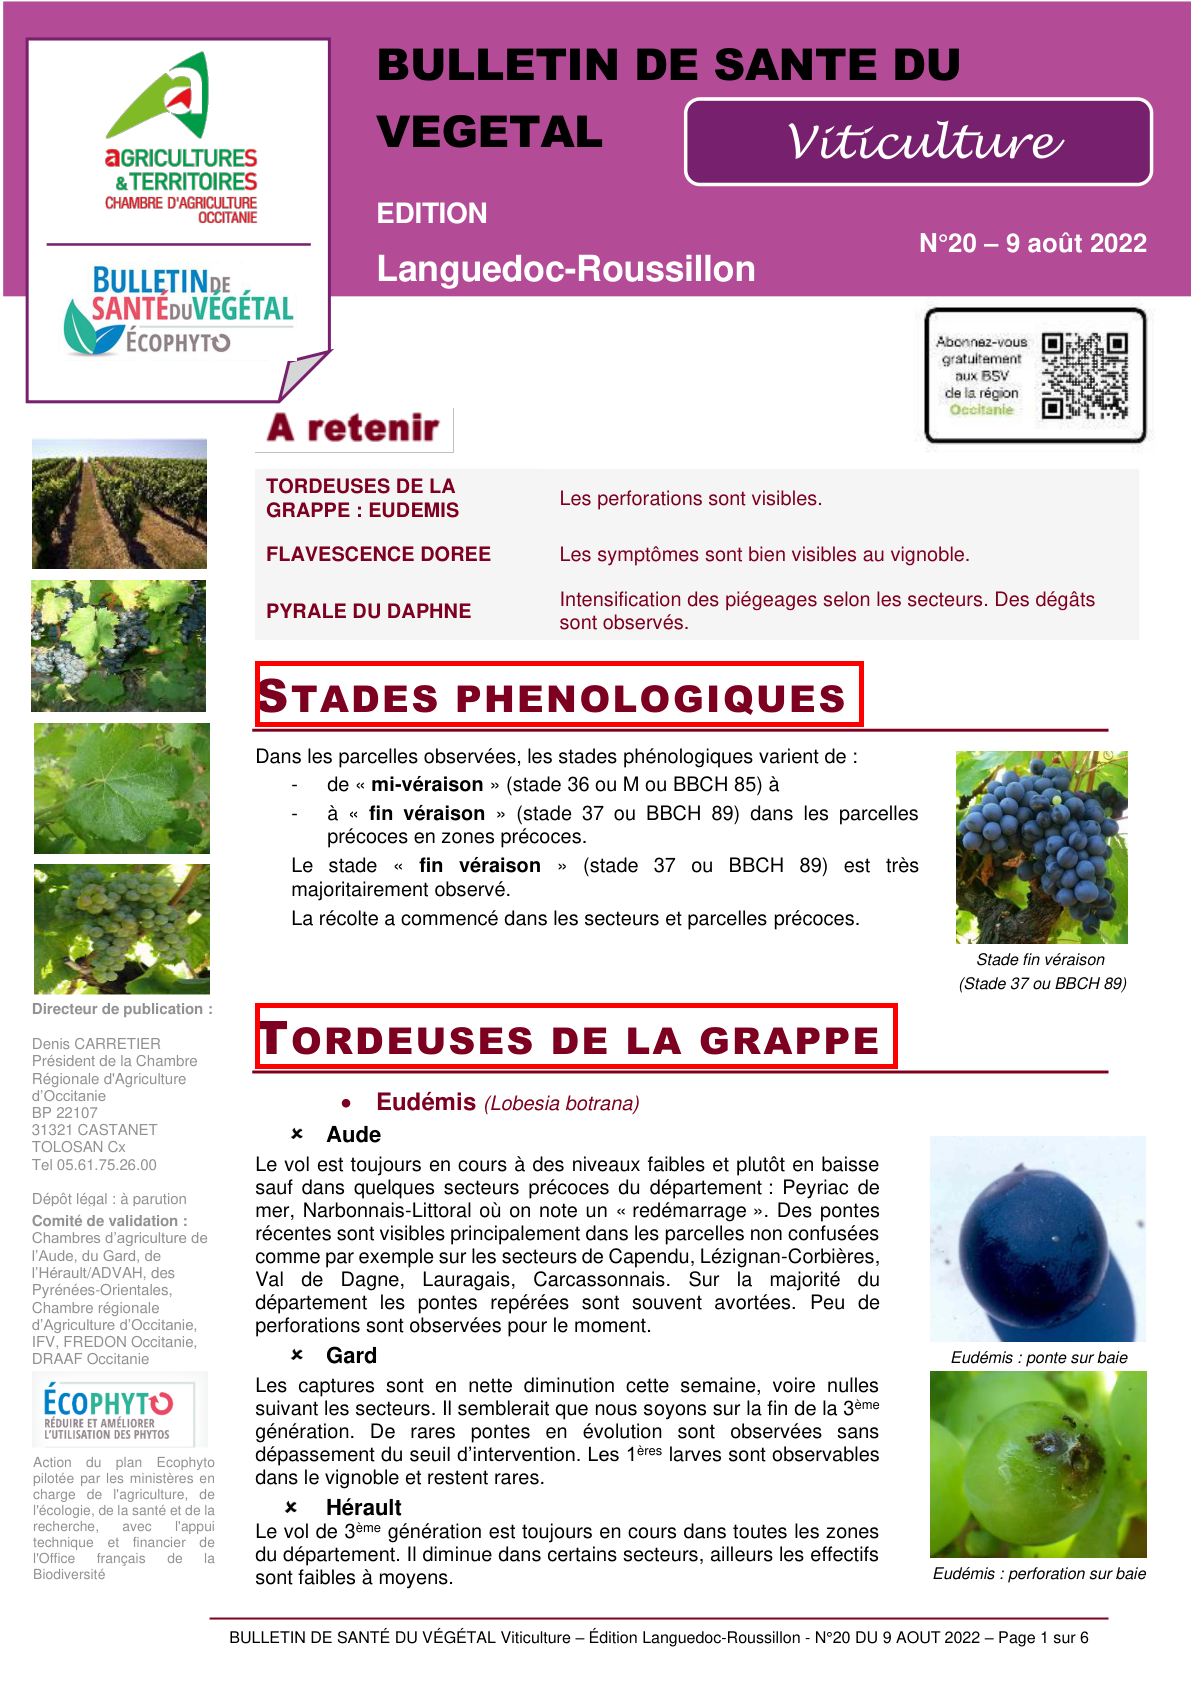 BULLETIN DE SANTE DU
VEGETAL
Viticulture
EDITION
Languedoc-Roussillon
N°20 – 9 août 2022
aGRICULTURES
&TERRITOIRES
CHAMBRE D'AGRICULTURE
OCCITANIE
BULLETIN DE
SANTÉ DU VÉGÉTAL
ÉCOPHYTO
Abonnez-vous
gratuitement
aux BSV
de la région
Occitanie
A retenir
TORDEUSES DE LA
GRAPPE : EUDEMIS
Les perforations sont visibles.
FLAVESCENCE DOREE
Les symptômes sont bien visibles au vignoble.
PYRALE DU DAPHNE
Intensification des piégeages selon les secteurs. Des dégâts
sont observés.
STADES PHENOLOGIQUES
Dans les parcelles observées, les stades phénologiques varient de :
- de « mi-véraison » (stade 36 ou M ou BBCH 85) à
- à « fin véraison » (stade 37 ou BBCH 89) dans les parcelles
précoces en zones précoces.
Le stade « fin véraison » (stade 37 ou BBCH 89) est très
majoritairement observé.
La récolte a commencé dans les secteurs et parcelles précoces.
Stade fin véraison
(Stade 37 ou BBCH 89)
TORDEUSES DE LA GRAPPE
• Eudémis (Lobesia botrana)
× Aude
Le vol est toujours en cours à des niveaux faibles et plutôt en baisse
sauf dans quelques secteurs précoces du département : Peyriac de
mer, Narbonnais-Littoral où on note un « redémarrage ». Des pontes
récentes sont visibles principalement dans les parcelles non confusées
comme par exemple sur les secteurs de Capendu, Lézignan-Corbières,
Val de Dagne, Lauragais, Carcassonnais. Sur la majorité du
département les pontes repérées sont souvent avortées. Peu de
perforations sont observées pour le moment.
× Gard
Les captures sont en nette diminution cette semaine, voire nulles
suivant les secteurs. Il semblerait que nous soyons sur la fin de la 3ème
génération. De rares pontes en évolution sont observées sans
dépassement du seuil d'intervention. Les 1ères larves sont observables
dans le vignoble et restent rares.
× Hérault
Le vol de 3ème génération est toujours en cours dans toutes les zones
du département. Il diminue dans certains secteurs, ailleurs les effectifs
sont faibles à moyens.
Eudémis : ponte sur baie
Eudémis : perforation sur baie
Directeur de publication :
Denis CARRETIER
Président de la Chambre
Régionale d'Agriculture
d'Occitanie
BP 22107
31321 CASTANET
TOLOSAN Cx
Tel 05.61.75.26.00
Dépôt légal : à parution
Comité de validation :
Chambres d'agriculture de
l'Aude, du Gard, de
l'Hérault/ADVAH, des
Pyrénées-Orientales,
Chambre régionale
d'Agriculture d'Occitanie,
IFV, FREDON Occitanie,
DRAAF Occitanie
ÉCOPHYTO
RÉDUIRE ET AMÉLIORER
L'UTILISATION DES PHYTOS
Action du plan Ecophyto
pilotée par les ministères en
charge de l'agriculture, de
l'écologie, de la santé et de la
recherche, avec l'appui
technique et financier de
l'Office français de la
Biodiversité
BULLETIN DE SANTÉ DU VÉGÉTAL Viticulture – Édition Languedoc-Roussillon - N°20 DU 9 AOUT 2022 – Page 1 sur 6